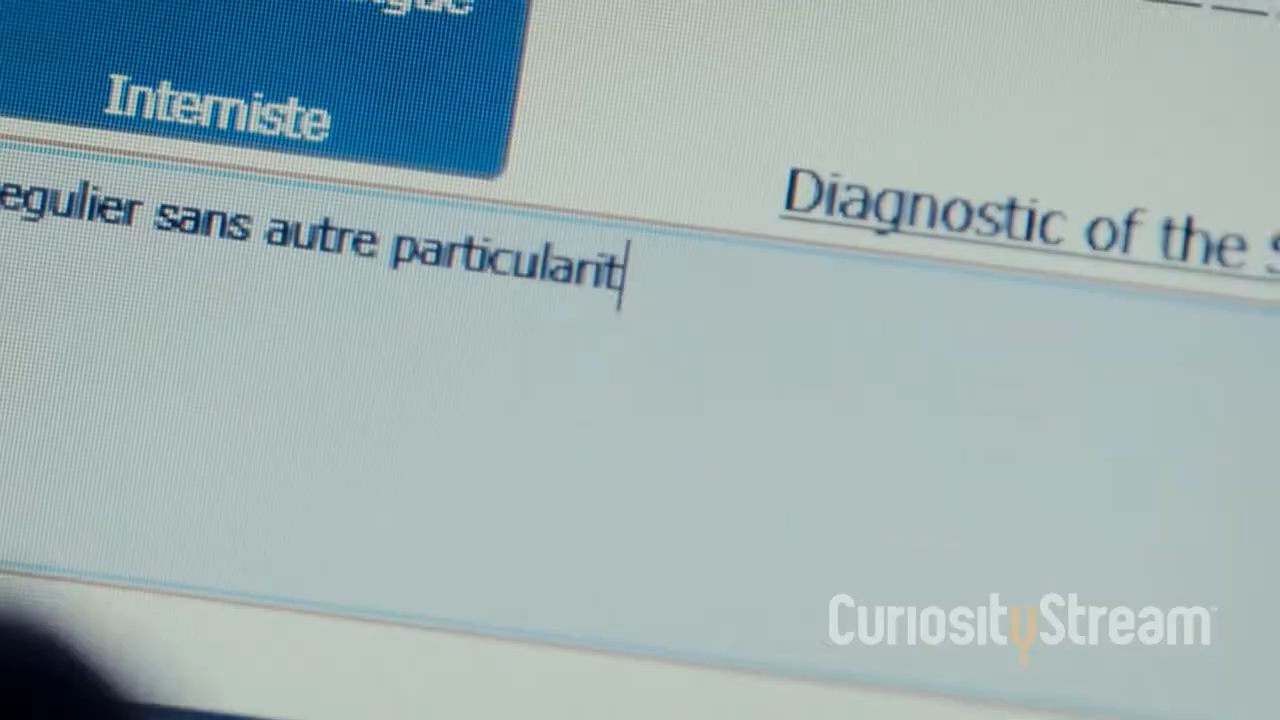 Interniste
egulier sans autre particularit
Diagnostic of the
CuriosityStream